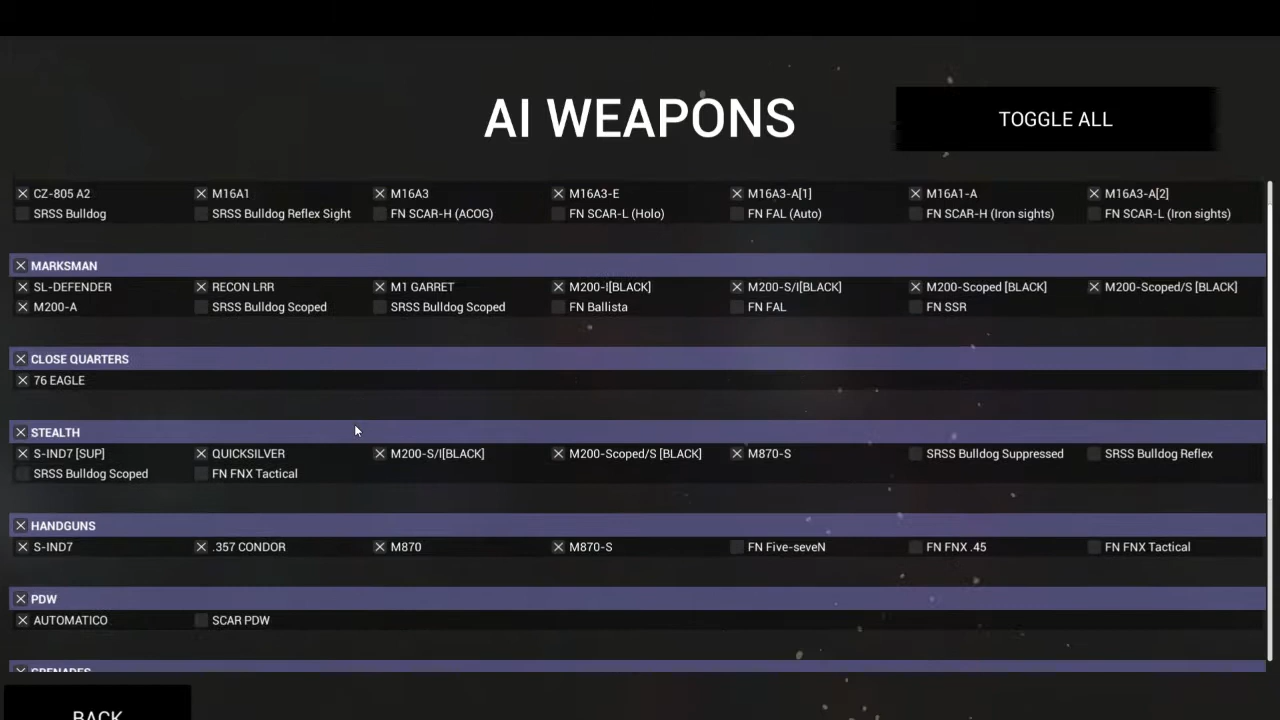 AI WEAPONS
TOGGLE ALL
CZ-805 A2 M16A1 M16A3 M16A3-E M16A3-A[1] M16A1-A M16A3-A[2]
SRSS Bulldog SRSS Bulldog Reflex Sight FN SCAR-H (ACOG) FN SCAR-L (Holo) FN FAL (Auto) FN SCAR-H (Iron sights) FN SCAR-L (Iron sights)
MARKSMAN
SL-DEFENDER RECON LRR M1 GARRET M200-I[BLACK] M200-S/I[BLACK] M200-Scoped [BLACK] M200-Scoped/S [BLACK]
M200-A SRSS Bulldog Scoped SRSS Bulldog Scoped FN Ballista FN FAL FN SSR
CLOSE QUARTERS
76 EAGLE
STEALTH
S-IND7 [SUP] QUICKSILVER M200-S/I[BLACK] M200-Scoped/S [BLACK] M870-S SRSS Bulldog Suppressed SRSS Bulldog Reflex
SRSS Bulldog Scoped FN FNX Tactical
HANDGUNS
S-IND7 .357 CONDOR M870 M870-S FN Five-seveN FN FNX .45 FN FNX Tactical
PDW
AUTOMATICO SCAR PDW
GRENADES
BACK